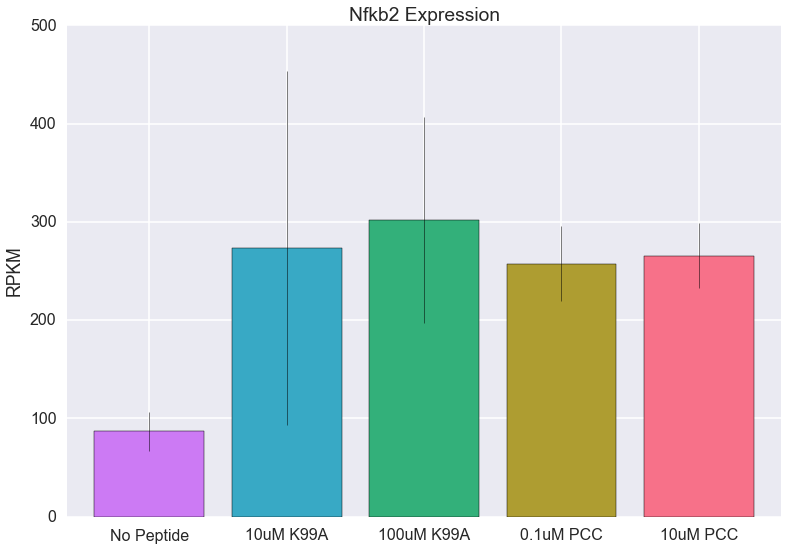 Nfkb2 Expression
500
400
300
200
100
0
RPKM
No Peptide
10uM K99A
100uM K99A
0.1uM PCC
10uM PCC